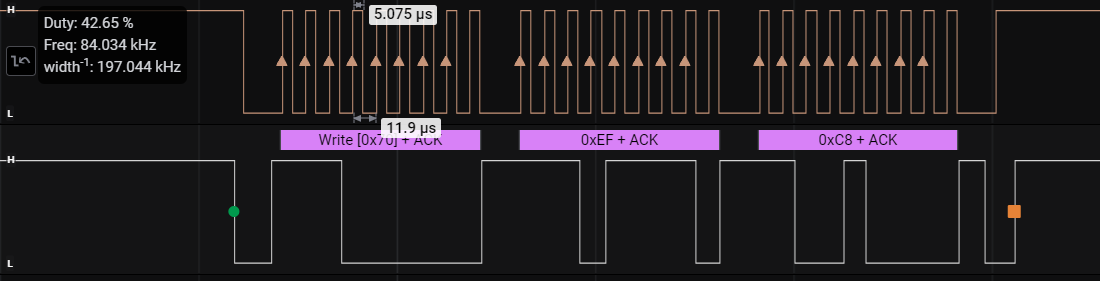 H
Duty: 42.65 %
Freq: 84.034 kHz
width-1: 197.044 kHz
5.075 µs
L
11.9 µs
Write [0x70] + ACK
0xEF + ACK
0xC8 + ACK
H
L